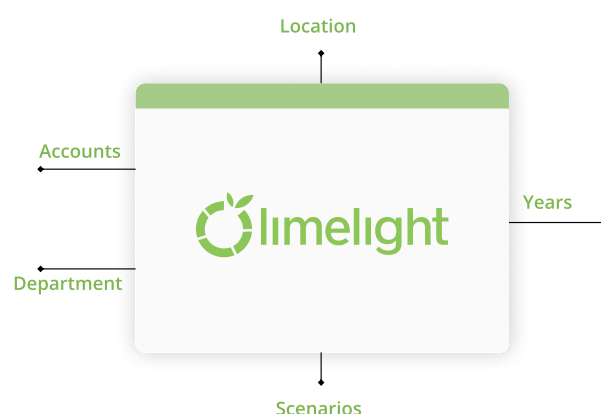 Location
Accounts
limelight
Years
Department
Scenarios